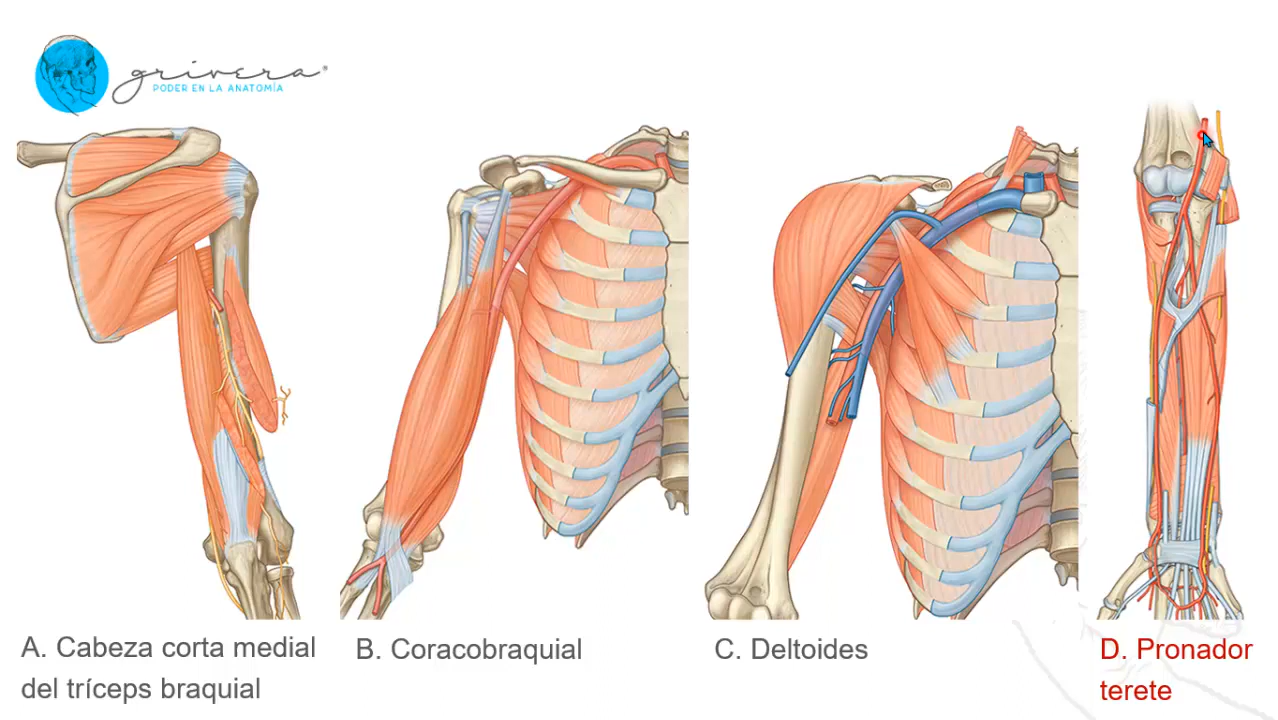 grivera®
PODER EN LA ANATOMÍA
A. Cabeza corta medial
del tríceps braquial
B. Coracobraquial
C. Deltoides
D. Pronador
terete